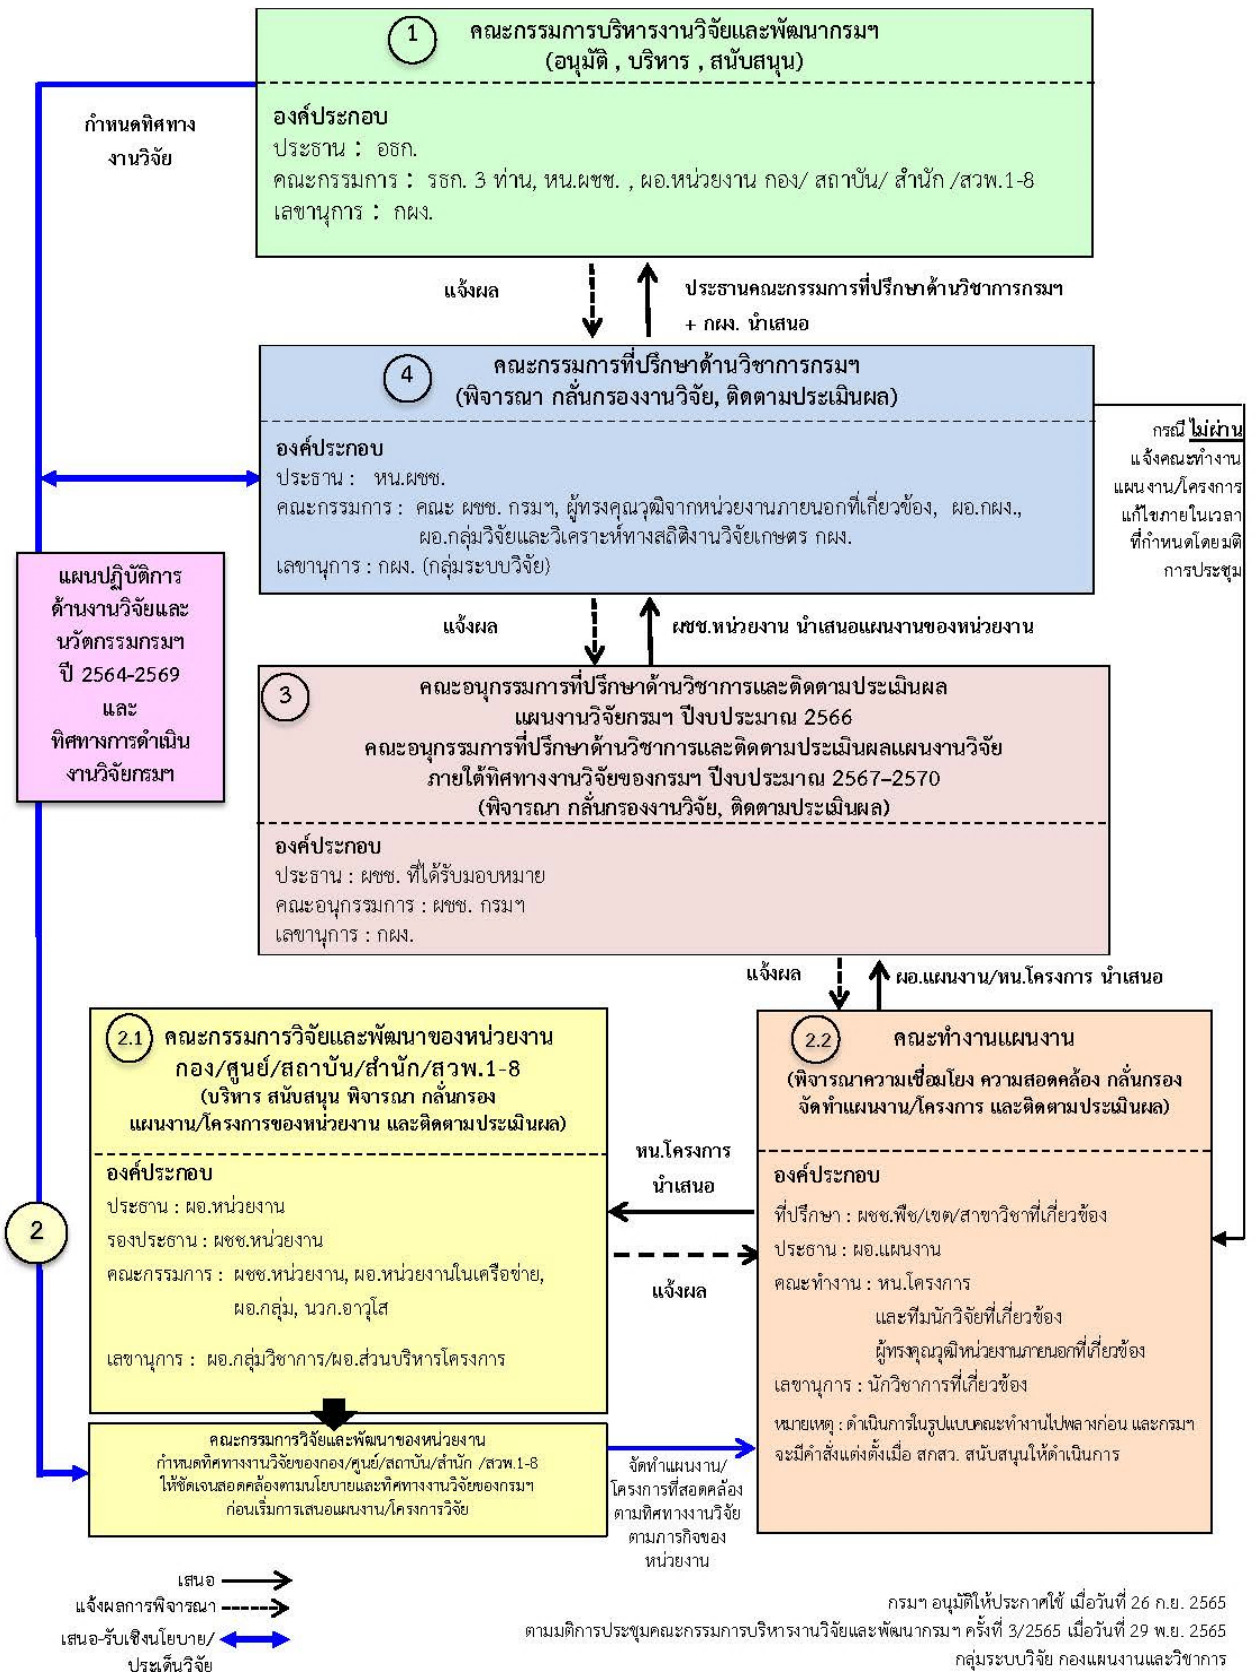 1
คณะกรรมการบริหารงานวิจัยและพัฒนากรมฯ
(อนุมัติ , บริหาร , สนับสนุน)
องค์ประกอบ
ประธาน : อธก.
คณะกรรมการ : รธก. 3 ท่าน, หน.ผชช. , ผอ.หน่วยงาน กอง/ สถาบัน/ สำนัก /สวพ.1-8
เลขานุการ : กผง.
กำหนดทิศทาง
งานวิจัย
แจ้งผล
ประธานคณะกรรมการที่ปรึกษาด้านวิชาการกรมฯ
+ กผง. นำเสนอ
4
คณะกรรมการที่ปรึกษาด้านวิชาการกรมฯ
(พิจารณา กลั่นกรองงานวิจัย, ติดตามประเมินผล)
องค์ประกอบ
ประธาน : หน.ผชช.
คณะกรรมการ : คณะ ผชช. กรมฯ, ผู้ทรงคุณวุฒิจากหน่วยงานภายนอกที่เกี่ยวข้อง, ผอ.กผง.,
ผอ.กลุ่มวิจัยและวิเคราะห์ทางสถิติงานวิจัยเกษตร กผง.
เลขานุการ : กผง. (กลุ่มระบบวิจัย)
กรณี ไม่ผ่าน
แจ้งคณะทำงาน
แผนงาน/โครงการ
แก้ไขภายในเวลา
ที่กำหนดโดยมติ
การประชุม
แผนปฏิบัติการ
ด้านงานวิจัยและ
นวัตกรรมกรมฯ
ปี 2564-2569
และ
ทิศทางการดำเนิน
งานวิจัยกรมฯ
แจ้งผล
ผชช.หน่วยงาน นำเสนอแผนงานของหน่วยงาน
3
คณะอนุกรรมการที่ปรึกษาด้านวิชาการและติดตามประเมินผล
แผนงานวิจัยกรมฯ ปีงบประมาณ 2566
คณะอนุกรรมการที่ปรึกษาด้านวิชาการและติดตามประเมินผลแผนงานวิจัย
ภายใต้ทิศทางงานวิจัยของกรมฯ ปีงบประมาณ 2567–2570
(พิจารณา กลั่นกรองงานวิจัย, ติดตามประเมินผล)
องค์ประกอบ
ประธาน : ผชช. ที่ได้รับมอบหมาย
คณะอนุกรรมการ : ผชช. กรมฯ
เลขานุการ : กผง.
แจ้งผล
ผอ.แผนงาน/หน.โครงการ นำเสนอ
2
2.1
คณะกรรมการวิจัยและพัฒนาของหน่วยงาน
กอง/ศูนย์/สถาบัน/สำนัก/สวพ.1-8
(บริหาร สนับสนุน พิจารณา กลั่นกรอง
แผนงาน/โครงการของหน่วยงาน และติดตามประเมินผล)
องค์ประกอบ
ประธาน : ผอ.หน่วยงาน
รองประธาน : ผชช.หน่วยงาน
คณะกรรมการ : ผชช.หน่วยงาน, ผอ.หน่วยงานในเครือข่าย,
ผอ.กลุ่ม, นวก.อาวุโส
เลขานุการ : ผอ.กลุ่มวิชาการ/ผอ.ส่วนบริหารโครงการ
คณะกรรมการวิจัยและพัฒนาของหน่วยงาน
กำหนดทิศทางงานวิจัยของกอง/ศูนย์/สถาบัน/สำนัก /สวพ.1-8
ให้ชัดเจนสอดคล้องตามนโยบายและทิศทางงานวิจัยของกรมฯ
ก่อนเริ่มการเสนอแผนงาน/โครงการวิจัย
หน.โครงการ
นำเสนอ
แจ้งผล
จัดทำแผนงาน/
โครงการที่สอดคล้อง
ตามทิศทางงานวิจัย
ตามภารกิจของ
หน่วยงาน
2.2
คณะทำงานแผนงาน
(พิจารณาความเชื่อมโยง ความสอดคล้อง กลั่นกรอง
จัดทำแผนงาน/โครงการ และติดตามประเมินผล)
องค์ประกอบ
ที่ปรึกษา : ผชช.พืช/เขต/สาขาวิชาที่เกี่ยวข้อง
ประธาน : ผอ.แผนงาน
คณะทำงาน : หน.โครงการ
และทีมนักวิจัยที่เกี่ยวข้อง
ผู้ทรงคุณวุฒิหน่วยงานภายนอกที่เกี่ยวข้อง
เลขานุการ : นักวิชาการที่เกี่ยวข้อง
หมายเหตุ : ดำเนินการในรูปแบบคณะทำงานไปพลางก่อน และกรมฯ
จะมีคำสั่งแต่งตั้งเมื่อ สกสว. สนับสนุนให้ดำเนินการ
เสนอ
แจ้งผลการพิจารณา
เสนอ-รับเชิงนโยบาย/
ประเด็นวิจัย
กรมฯ อนุมัติให้ประกาศใช้ เมื่อวันที่ 26 ก.ย. 2565
ตามมติการประชุมคณะกรรมการบริหารงานวิจัยและพัฒนากรมฯ ครั้งที่ 3/2565 เมื่อวันที่ 29 พ.ย. 2565
กลุ่มระบบวิจัย กองแผนงานและวิชาการ